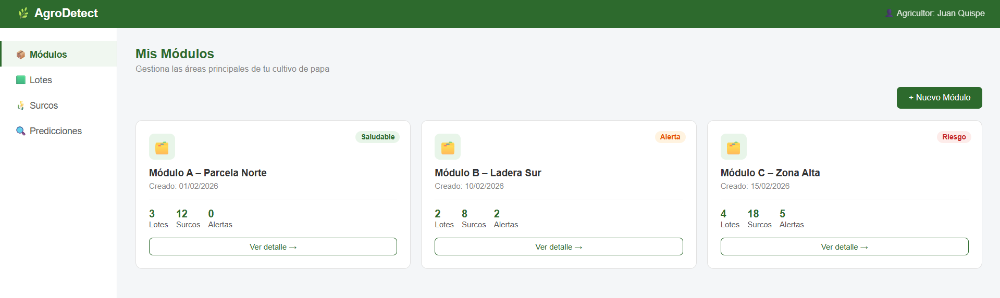 AgroDetect
Agricultor: Juan Quispe
Módulos
Lotes
Surcos
Predicciones
Mis Módulos
Gestiona las áreas principales de tu cultivo de papa
+ Nuevo Módulo
Saludable
Módulo A – Parcela Norte
Creado: 01/02/2026
3 12 0
Lotes Surcos Alertas
Ver detalle →
Alerta
Módulo B – Ladera Sur
Creado: 10/02/2026
2 8 2
Lotes Surcos Alertas
Ver detalle →
Riesgo
Módulo C – Zona Alta
Creado: 15/02/2026
4 18 5
Lotes Surcos Alertas
Ver detalle →